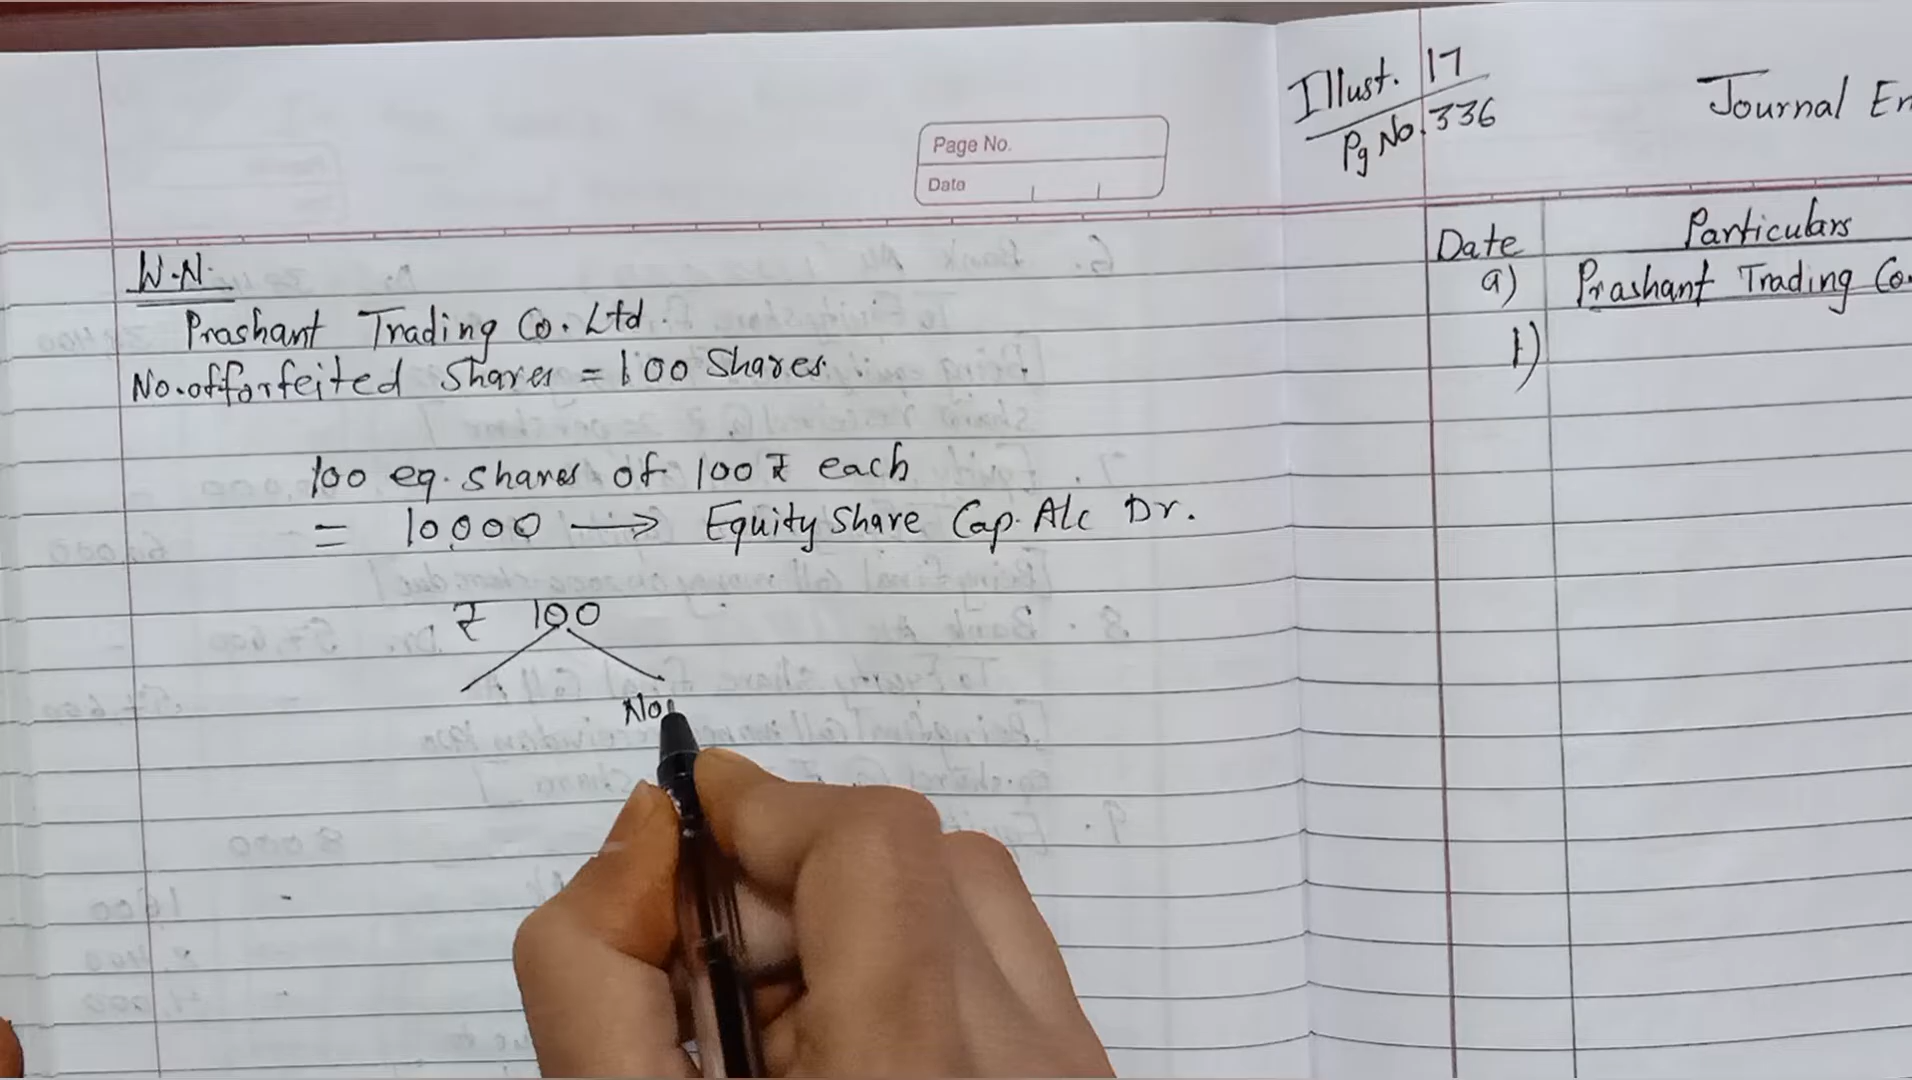 Page No.
Date
W.N.
Prashant Trading Co. Ltd.
No. of forfeited Shares = 100 Shares.
100 eq. shares of 100 ₹ each
= 10,000 → Equity Share Cap. A/c Dr.
₹ 100
No
Illust. 17
Pg No. 336
Journal En
Date Particulars
a) Prashant Trading Co.
1)